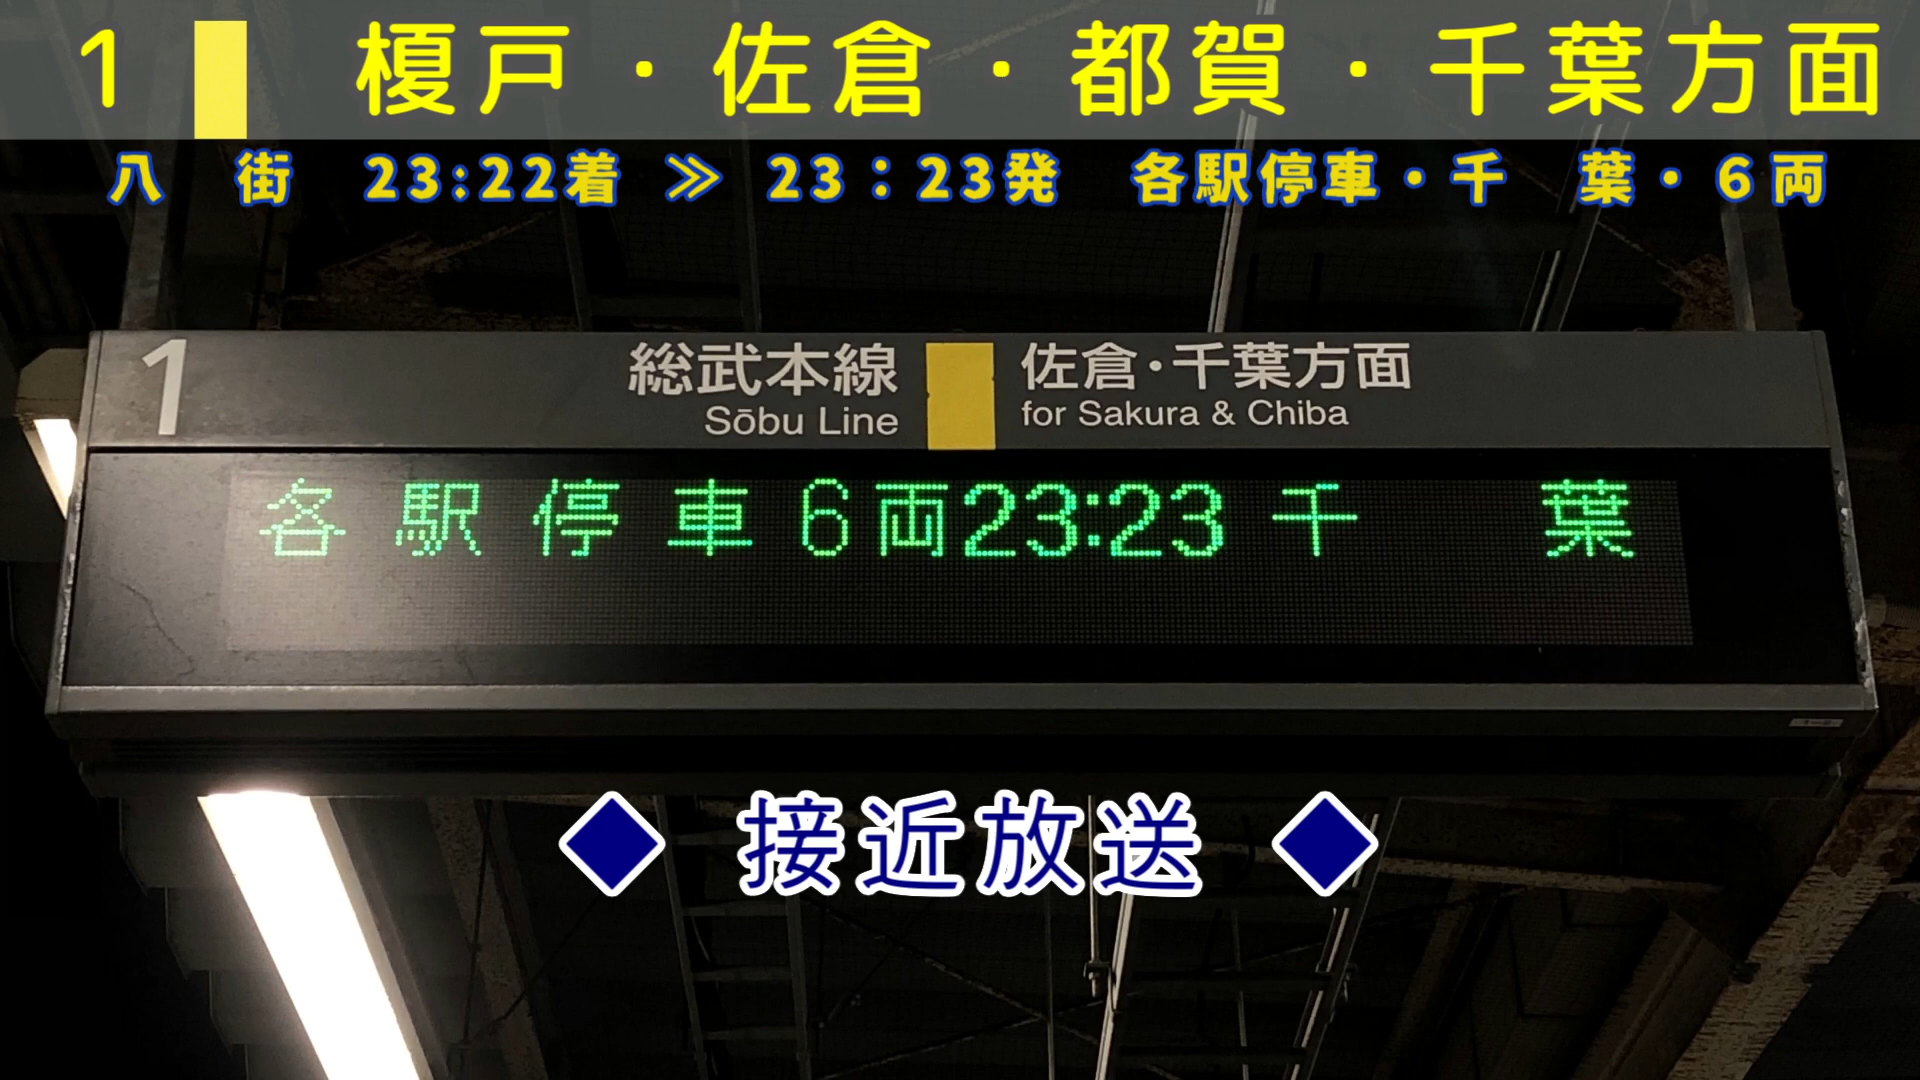 1 榎戸・佐倉・都賀・千葉方面
八　街　23:22着 ≫ 23：23発　各駅停車・千　葉・６両
1 総武本線 佐倉・千葉方面
Sōbu Line for Sakura & Chiba
各駅停車6両23:23千　葉
◆ 接近放送 ◆